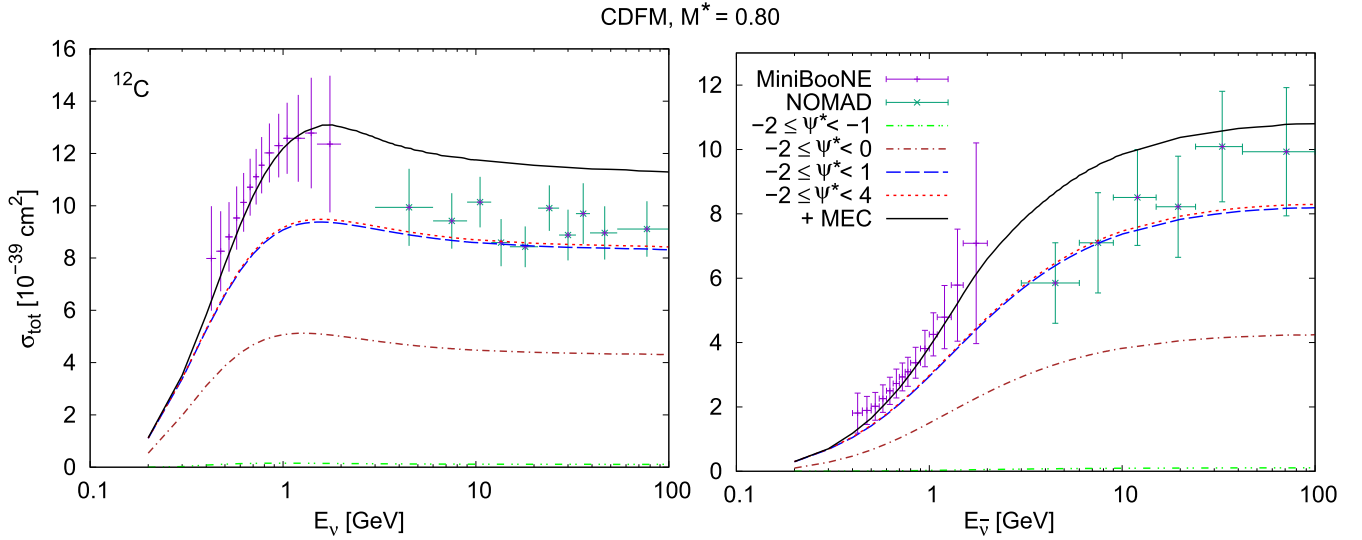 CDFM, M* = 0.80
¹²C
σtot [10⁻³⁹ cm²]
16
14
12
10
8
6
4
2
0
0.1 1 10 100
Eν [GeV]
MiniBooNE
NOMAD
−2 ≤ ψ* < −1
−2 ≤ ψ* < 0
−2 ≤ ψ* < 1
−2 ≤ ψ* < 4
+ MEC
12
10
8
6
4
2
0
0.1 1 10 100
Eν̄ [GeV]